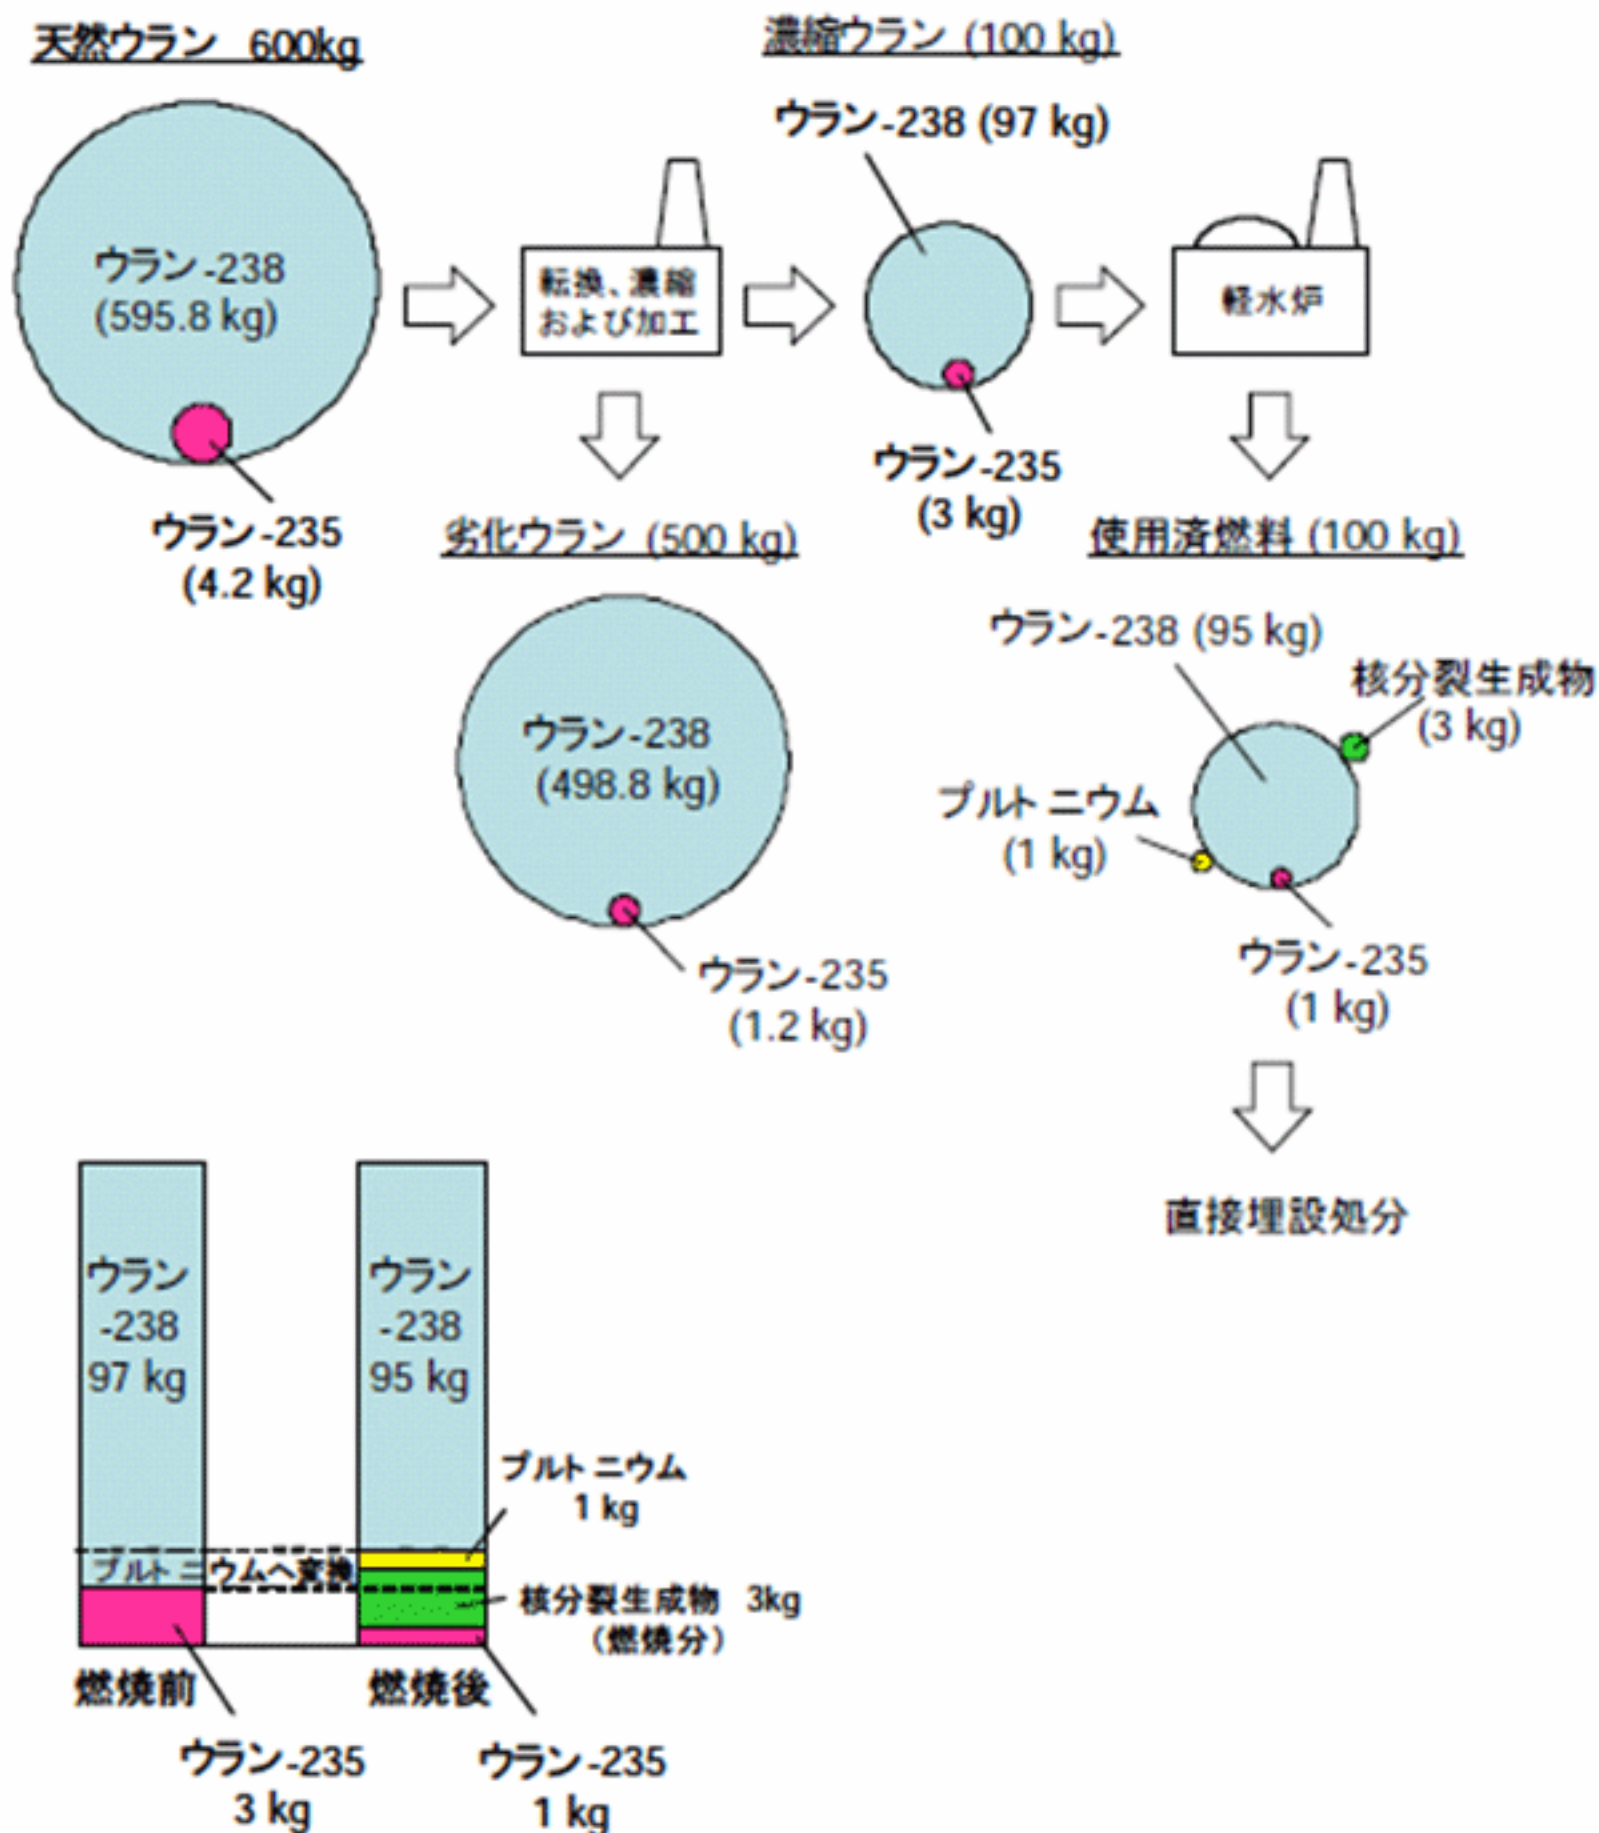 天然ウラン 600kg
ウラン-238
(595.8 kg)
ウラン-235
(4.2 kg)
転換、濃縮
および加工
濃縮ウラン (100 kg)
ウラン-238 (97 kg)
ウラン-235
(3 kg)
軽水炉
劣化ウラン (500 kg)
ウラン-238
(498.8 kg)
ウラン-235
(1.2 kg)
使用済燃料 (100 kg)
ウラン-238 (95 kg)
核分裂生成物
(3 kg)
プルトニウム
(1 kg)
ウラン-235
(1 kg)
直接埋設処分
ウラン
-238
97 kg
ウラン
-238
95 kg
プルトニウム
1 kg
プルトニウムへ変換
核分裂生成物 3kg
(燃焼分)
燃焼前
燃焼後
ウラン-235
3 kg
ウラン-235
1 kg